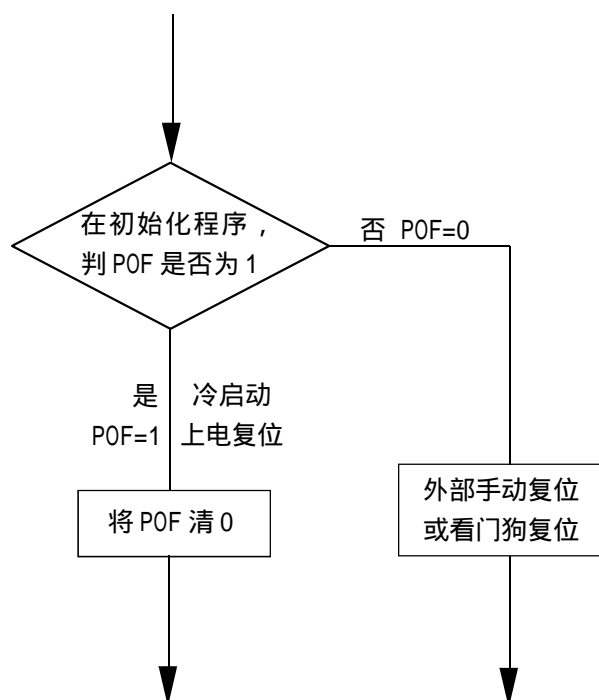 在初始化程序，
判 POF 是否为 1
否 POF=0
是 冷启动
POF=1 上电复位
将 POF 清 0
外部手动复位
或看门狗复位